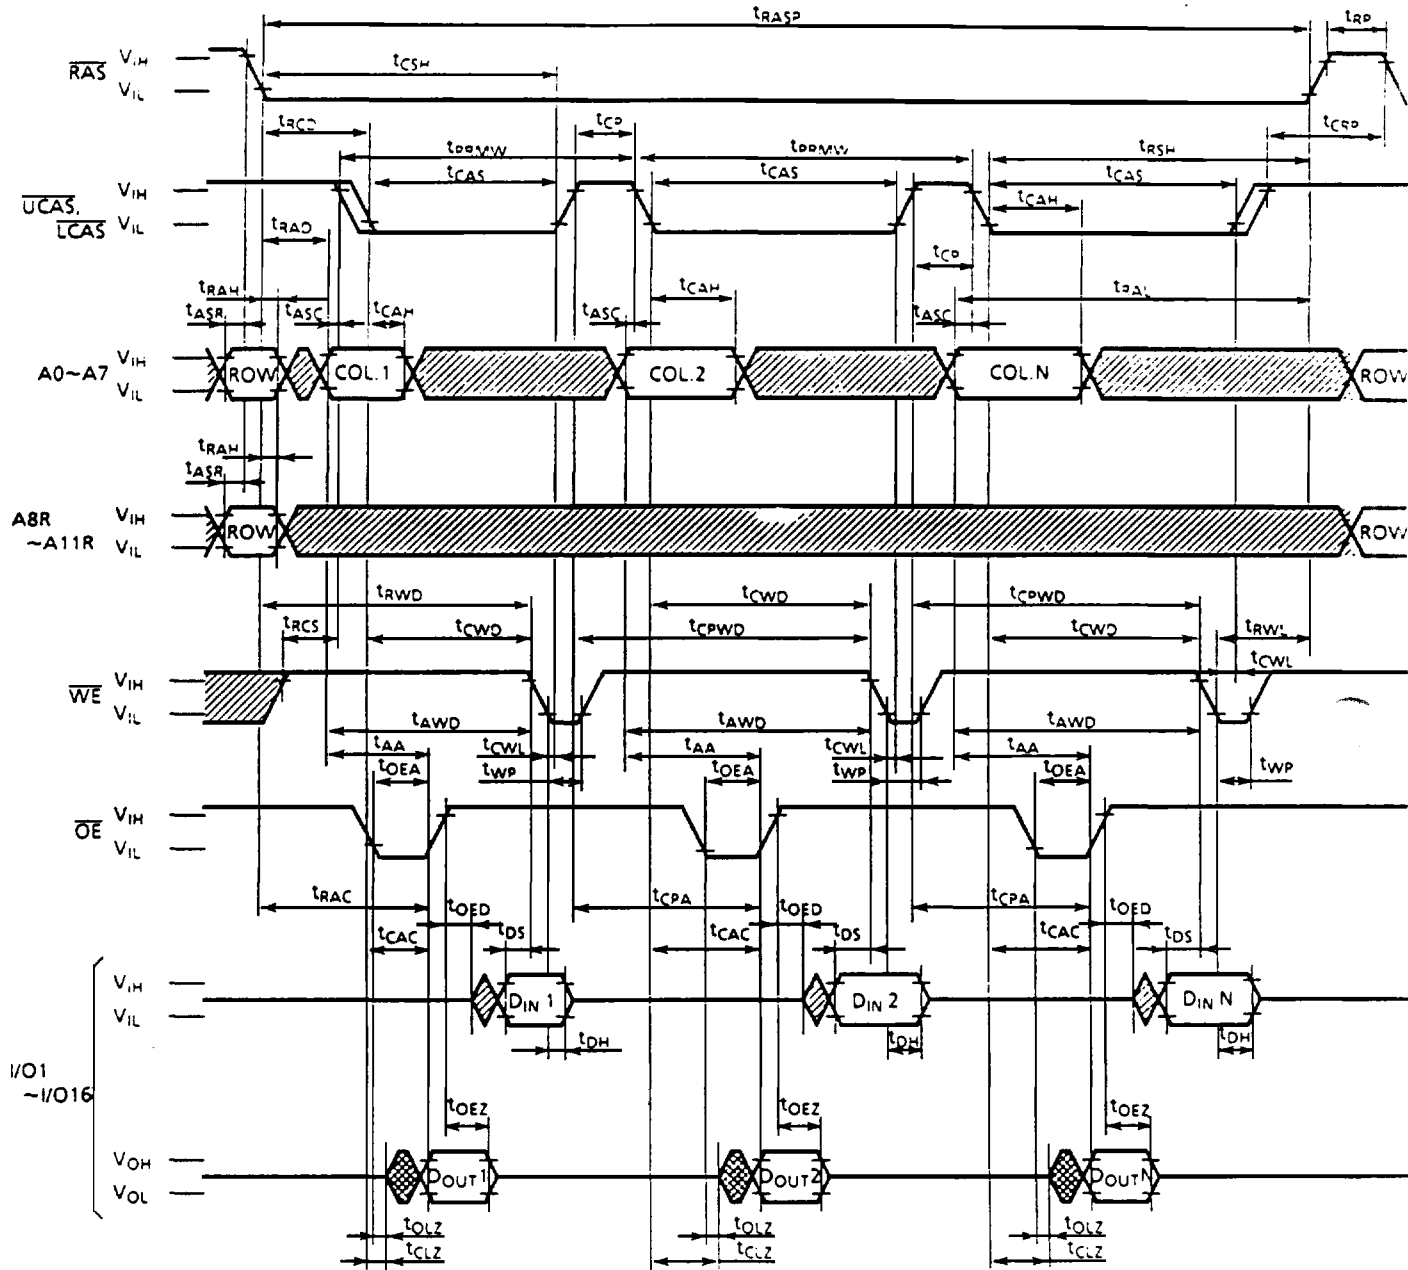 tRASP tRP
RAS VIH
VIL
tCSH
tRCD tCP tCRP
tPRMW tPRMW tRSH
tCAS tCAS tCAS
UCAS, VIH
LCAS VIL
tCAH
tRAD
tCP
tRAH tCAH tRAL
tASR tASC tCAH tASC tASC
A0~A7 VIH
VIL
ROW COL.1 COL.2 COL.N ROW
tRAH
tASR
A8R VIH
~A11R VIL
ROW ROW
tRWD tCWD tCPWD
tRCS tCWD tCPWD tCWD tRWL
tCWL
WE VIH
VIL
tAWD tAWD tAWD
tAA tCWL tAA tCWL tAA
tOEA tWP tOEA tWP tOEA tWP
OE VIH
VIL
tRAC tOED tCPA tOED tCPA tOED
tCAC tDS tCAC tDS tCAC tDS
VIH
VIL
DIN 1 DIN 2 DIN N
tDH tDH tDH
I/O1
~I/O16
tOEZ tOEZ tOEZ
VOH
VOL
DOUT1 DOUT2 DOUTN
tOLZ tOLZ tOLZ
tCLZ tCLZ tCLZ